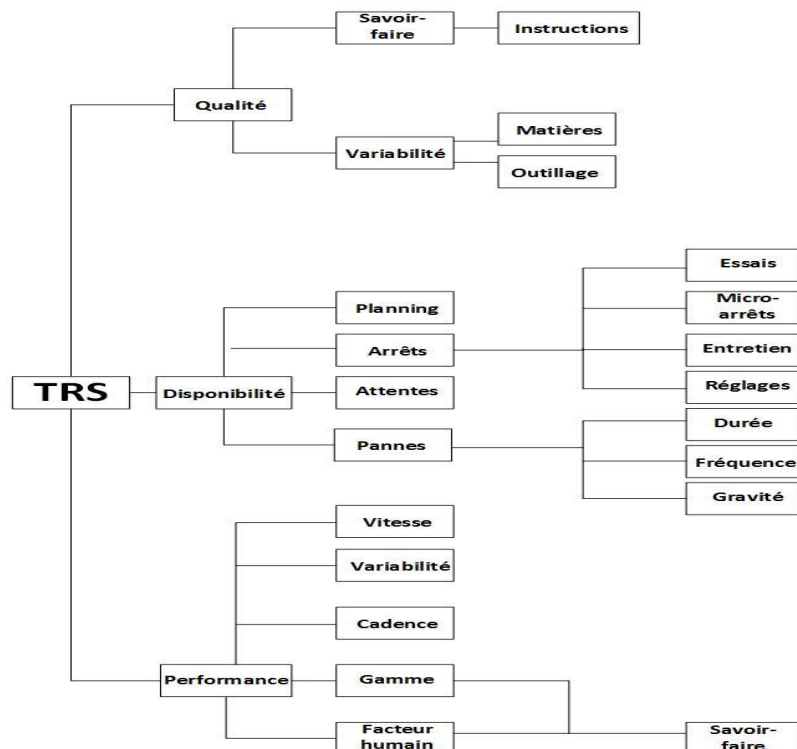 Savoir-
faire
Instructions
Qualité
Matières
Variabilité
Outillage
Essais
Planning
Micro-
arrêts
Arrêts
Entretien
TRS
Disponibilité
Attentes
Réglages
Pannes
Durée
Fréquence
Gravité
Vitesse
Variabilité
Cadence
Performance
Gamme
Facteur
humain
Savoir-
faire